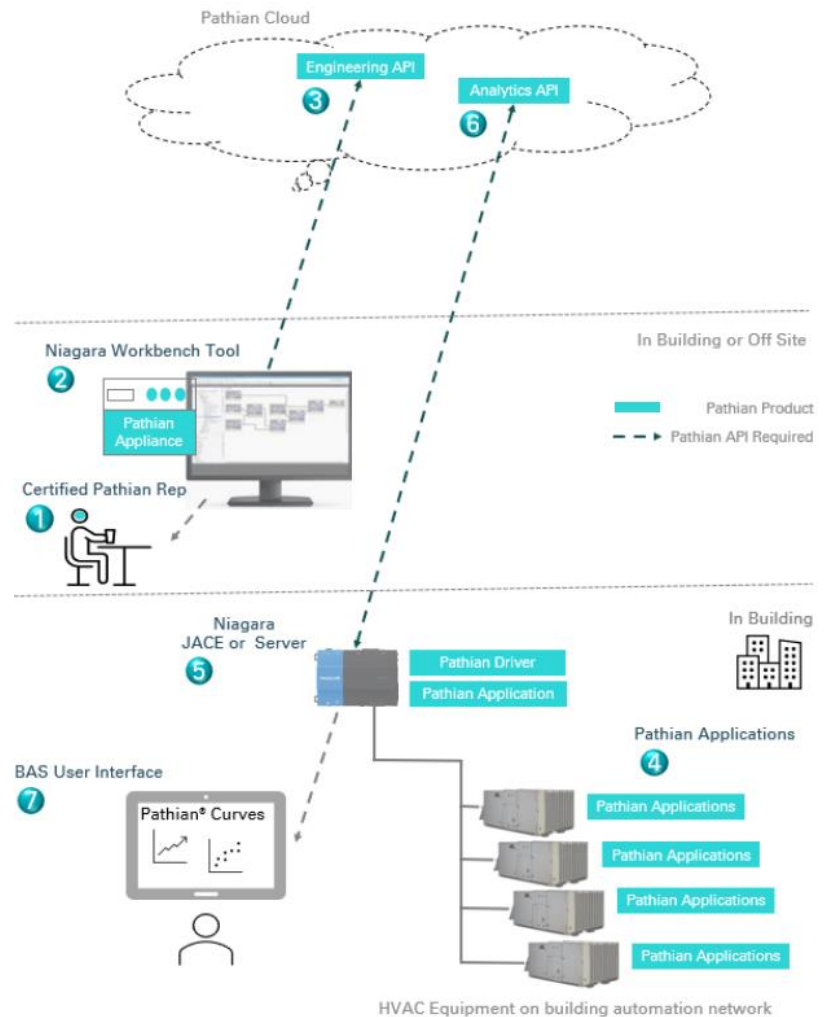 Pathian Cloud
Engineering API
3
Analytics API
6
In Building or Off Site
Niagara Workbench Tool
2
Pathian
Appliance
Pathian Product
Pathian API Required
Certified Pathian Rep
1
In Building
Niagara
JACE or Server
5
Pathian Driver
Pathian Application
Pathian Applications
4
BAS User Interface
7
Pathian® Curves
Pathian Applications
Pathian Applications
Pathian Applications
Pathian Applications
HVAC Equipment on building automation network